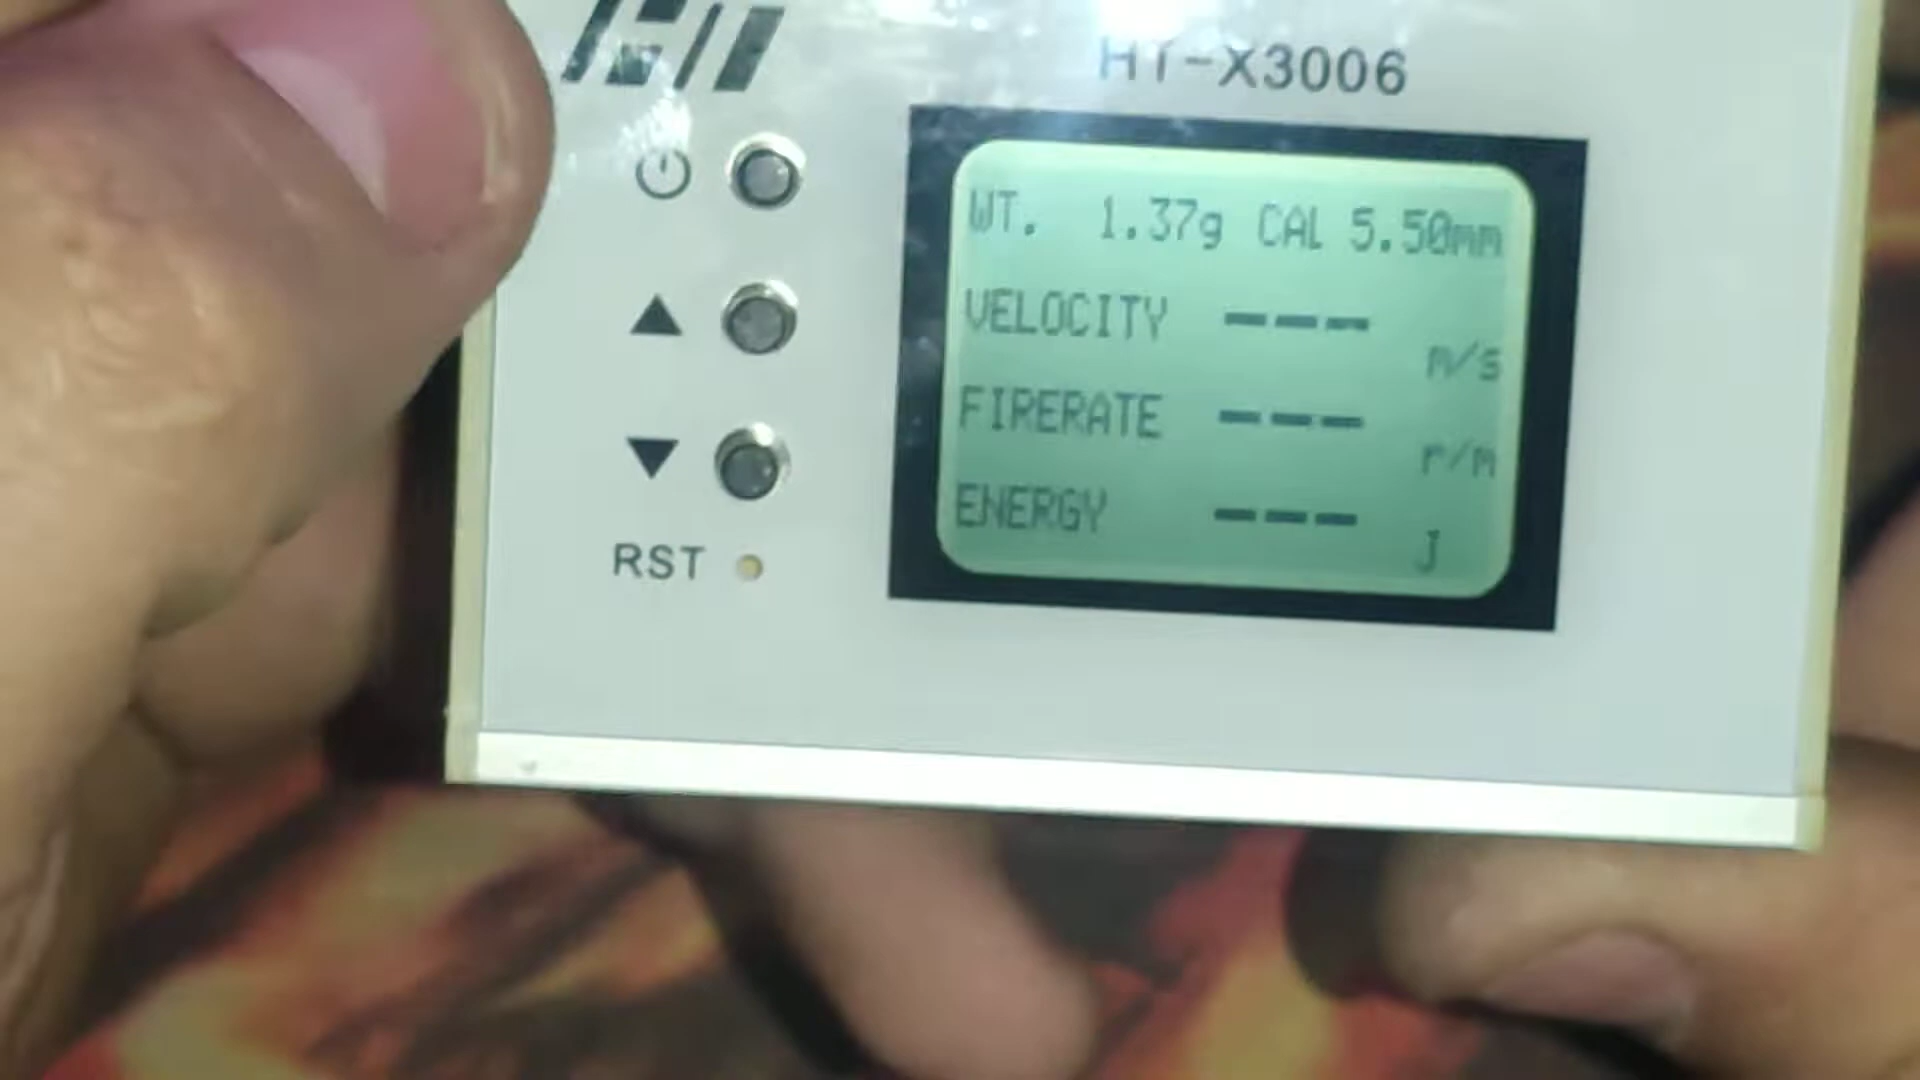 HT-X3006
WT. 1.37g CAL 5.50mm
VELOCITY ---
m/s
FIRERATE ---
r/m
ENERGY ---
J
RST